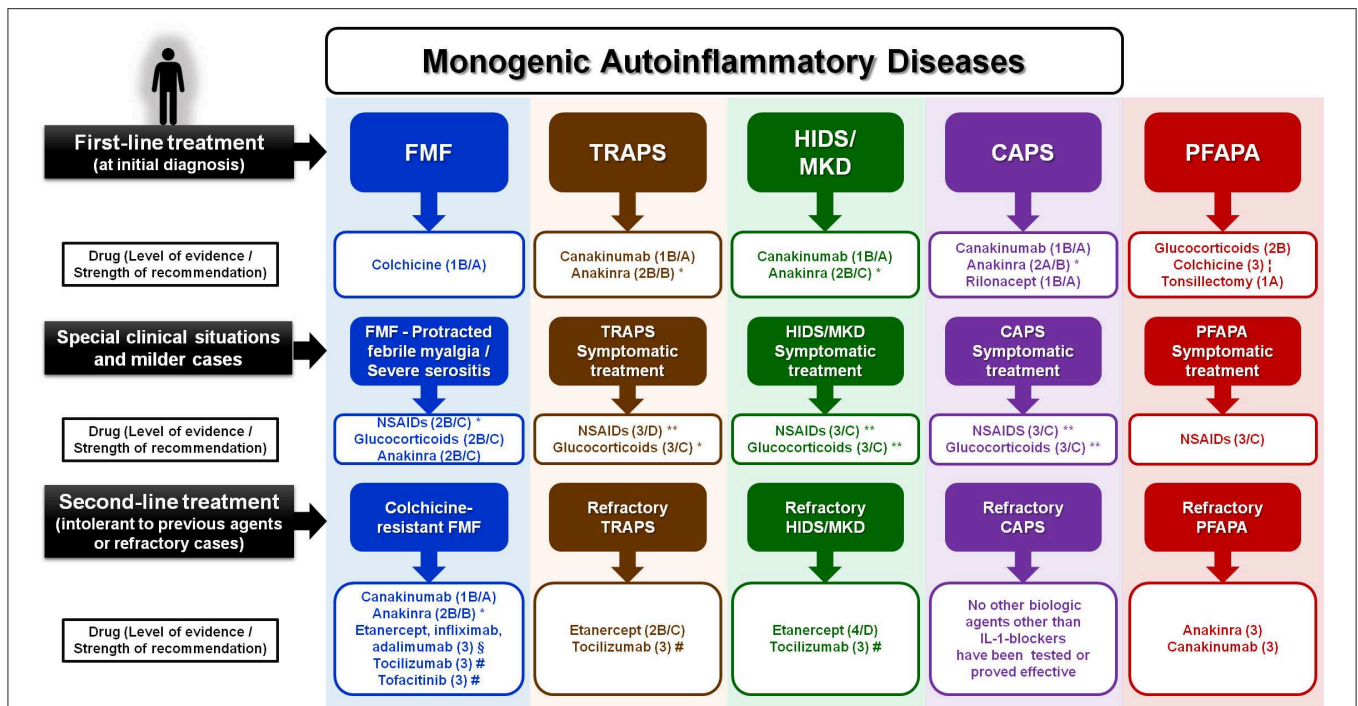 Monogenic Autoinflammatory Diseases
First-line treatment
(at initial diagnosis)
FMF
TRAPS
HIDS/
MKD
CAPS
PFAPA
Drug (Level of evidence /
Strength of recommendation)
Colchicine (1B/A)
Canakinumab (1B/A)
Anakinra (2B/B) *
Canakinumab (1B/A)
Anakinra (2B/C) *
Canakinumab (1B/A)
Anakinra (2A/B) *
Rilonacept (1B/A)
Glucocorticoids (2B)
Colchicine (3) ¦
Tonsillectomy (1A)
Special clinical situations
and milder cases
FMF - Protracted
febrile myalgia /
Severe serositis
TRAPS
Symptomatic
treatment
HIDS/MKD
Symptomatic
treatment
CAPS
Symptomatic
treatment
PFAPA
Symptomatic
treatment
Drug (Level of evidence /
Strength of recommendation)
NSAIDs (2B/C) *
Glucocorticoids (2B/C)
Anakinra (2B/C)
NSAIDs (3/D) **
Glucocorticoids (3/C) *
NSAIDs (3/C) **
Glucocorticoids (3/C) **
NSAIDS (3/C) **
Glucocorticoids (3/C) **
NSAIDs (3/C)
Second-line treatment
(intolerant to previous agents
or refractory cases)
Colchicine-
resistant FMF
Refractory
TRAPS
Refractory
HIDS/MKD
Refractory
CAPS
Refractory
PFAPA
Drug (Level of evidence /
Strength of recommendation)
Canakinumab (1B/A)
Anakinra (2B/B) *
Etanercept, infliximab,
adalimumab (3) §
Tocilizumab (3) #
Tofacitinib (3) #
Etanercept (2B/C)
Tocilizumab (3) #
Etanercept (4/D)
Tocilizumab (3) #
No other biologic
agents other than
IL-1-blockers
have been tested or
proved effective
Anakinra (3)
Canakinumab (3)